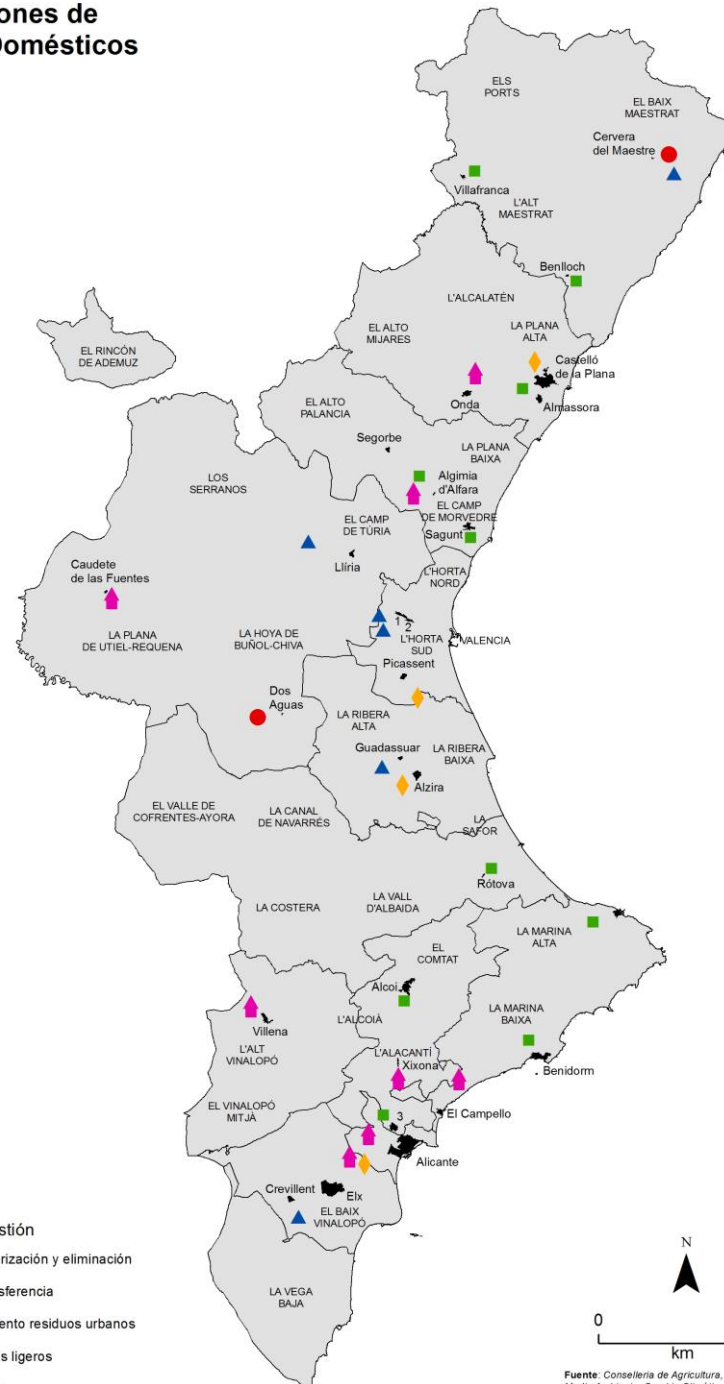 ones de
Domésticos
ELS
PORTS
EL BAIX
MAESTRAT
Cervera
del Maestre
Villafranca
L'ALT
MAESTRAT
Benlloch
L'ALCALATÉN
EL ALTO
MIJARES
LA PLANA
ALTA
EL RINCÓN
DE ADEMUZ
Castelló
de la Plana
Onda
Almassora
EL ALTO
PALANCIA
Segorbe
LA PLANA
BAIXA
LOS
SERRANOS
Algimia
d'Alfara
EL CAMP
DE MORVEDRE
EL CAMP
DE TÚRIA
Sagunt
Llíria
L'HORTA
NORD
Caudete
de las Fuentes
1
2
LA PLANA
DE UTIEL-REQUENA
LA HOYA DE
BUÑOL-CHIVA
L'HORTA
SUD
VALENCIA
Picassent
Dos
Aguas
LA RIBERA
ALTA
Guadassuar
LA RIBERA
BAIXA
Alzira
EL VALLE DE
COFRENTES-AYORA
LA CANAL
DE NAVARRÉS
LA
SAFOR
Rótova
LA COSTERA
LA VALL
D'ALBAIDA
LA MARINA
ALTA
EL
COMTAT
Alcoi
L'ALCOIÀ
LA MARINA
BAIXA
Villena
L'ALT
VINALOPÓ
L'ALACANTÍ
Xixona
Benidorm
EL VINALOPÓ
MITJÀ
3
El Campello
Alicante
Crevillent
Elx
EL BAIX
VINALOPÓ
LA VEGA
BAJA
stión
rización y eliminación
sferencia
ento residuos urbanos
s ligeros
N
0
km
Fuente: Conselleria de Agricultura,